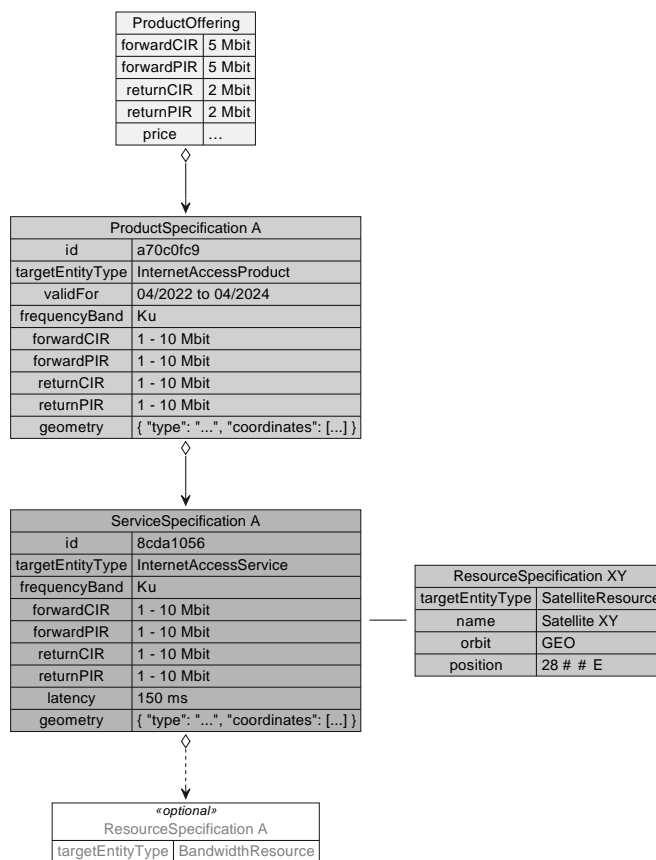 ProductOffering
forwardCIR 5 Mbit
forwardPIR 5 Mbit
returnCIR 2 Mbit
returnPIR 2 Mbit
price ...
ProductSpecification A
id a70c0fc9
targetEntityType InternetAccessProduct
validFor 04/2022 to 04/2024
frequencyBand Ku
forwardCIR 1 - 10 Mbit
forwardPIR 1 - 10 Mbit
returnCIR 1 - 10 Mbit
returnPIR 1 - 10 Mbit
geometry { "type": "...", "coordinates": [...] }
ServiceSpecification A
id 8cda1056
targetEntityType InternetAccessService
frequencyBand Ku
forwardCIR 1 - 10 Mbit
forwardPIR 1 - 10 Mbit
returnCIR 1 - 10 Mbit
returnPIR 1 - 10 Mbit
latency 150 ms
geometry { "type": "...", "coordinates": [...] }
ResourceSpecification XY
targetEntityType SatelliteResource
name Satellite XY
orbit GEO
position 28 # # E
«optional»
ResourceSpecification A
targetEntityType BandwidthResource